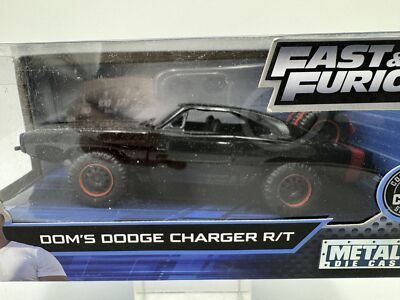 FAST &
FURIO
DOM'S DODGE CHARGER R/T
METAL
DIE CAS